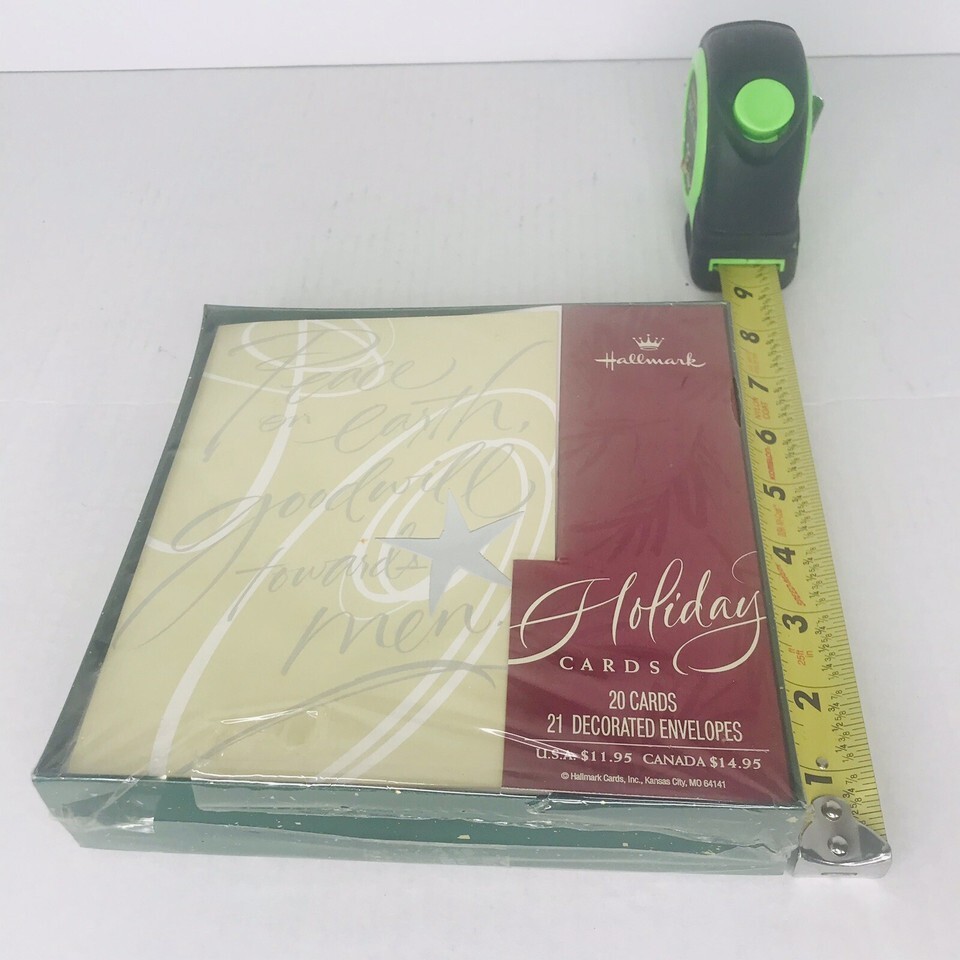 Peace
on earth,
goodwill
towards
men.
Hallmark
Holiday
CARDS
20 CARDS
21 DECORATED ENVELOPES
U.S.A. $11.95 CANADA $14.95
© Hallmark Cards, Inc., Kansas City, MO 64141
9
8
7
6
5
4
3
2
1
25ft